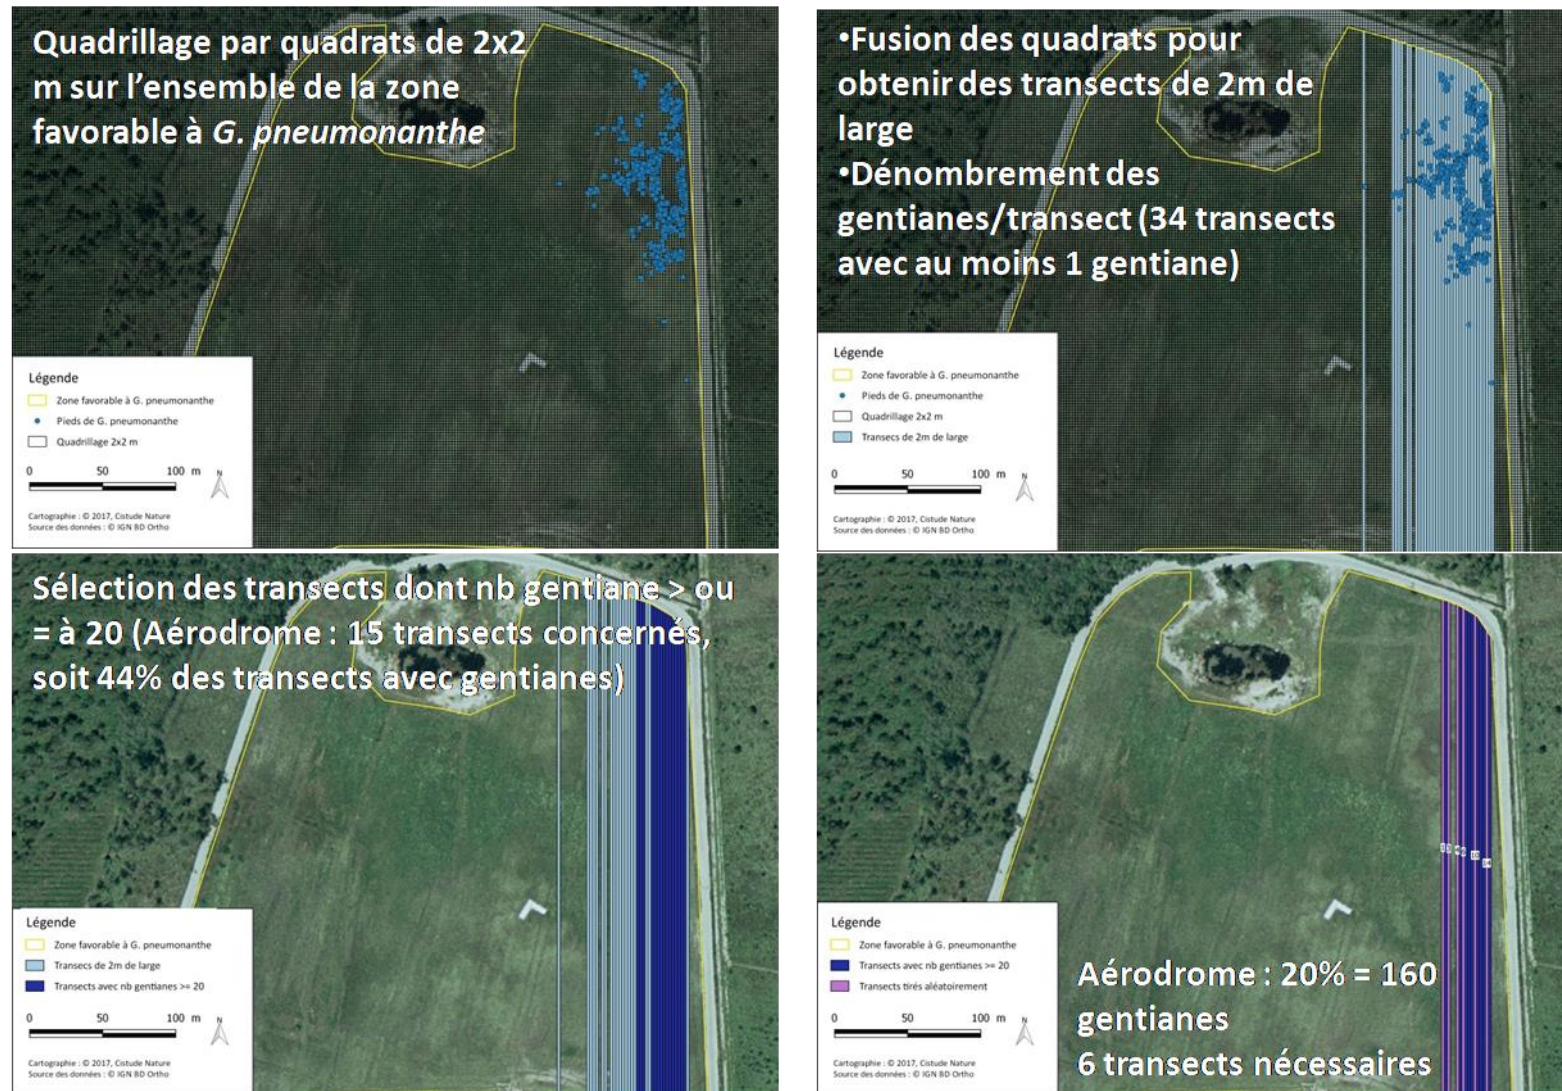 Quadrillage par quadrats de 2x2
m sur l'ensemble de la zone
favorable à G. pneumonanthe
Légende
Zone favorable à G. pneumonanthe
Pieds de G. pneumonanthe
Quadrillage 2x2 m
0 50 100 m N
Cartographie : © 2017, Cistude Nature
Source des données : © IGN BD Ortho
•Fusion des quadrats pour
obtenir des transects de 2m de
large
•Dénombrement des
gentianes/transect (34 transects
avec au moins 1 gentiane)
Légende
Zone favorable à G. pneumonanthe
Pieds de G. pneumonanthe
Quadrillage 2x2 m
Transecs de 2m de large
0 50 100 m N
Cartographie : © 2017, Cistude Nature
Source des données : © IGN BD Ortho
Sélection des transects dont nb gentiane > ou
= à 20 (Aérodrome : 15 transects concernés,
soit 44% des transects avec gentianes)
Légende
Zone favorable à G. pneumonanthe
Transecs de 2m de large
Transects avec nb gentianes >= 20
0 50 100 m N
Cartographie : © 2017, Cistude Nature
Source des données : © IGN BD Ortho
Légende
Zone favorable à G. pneumonanthe
Transects avec nb gentianes >= 20
Transects tirés aléatoirement
0 50 100 m N
Cartographie : © 2017, Cistude Nature
Source des données : © IGN BD Ortho
Aérodrome : 20% = 160
gentianes
6 transects nécessaires